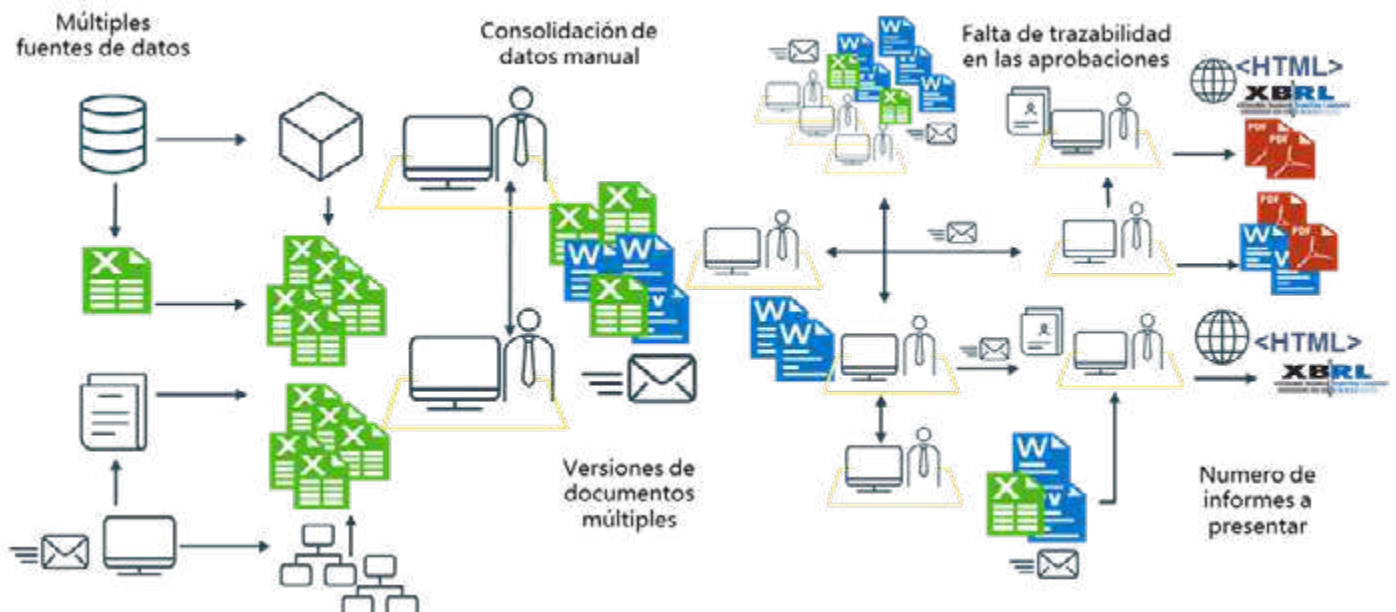 Múltiples
fuentes de datos
Consolidación de
datos manual
Falta de trazabilidad
en las aprobaciones
<HTML>
XBRL
PDF
PDF
PDF
PDF
X
X
X
X
X
X
X
X
X
X
X
X
W
W
W
W
W
W
W
W
W
W
<HTML>
XBRL
Versiones de
documentos
múltiples
Numero de
informes a
presentar